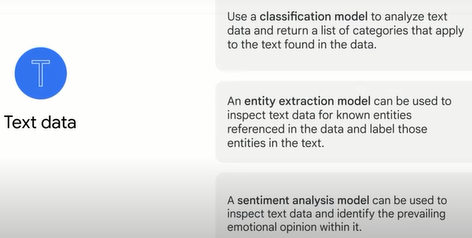 Use a classification model to analyze text
data and return a list of categories that apply
to the text found in the data.
T
Text data
An entity extraction model can be used to
inspect text data for known entities
referenced in the data and label those
entities in the text.
A sentiment analysis model can be used to
inspect text data and identify the prevailing
emotional opinion within it.